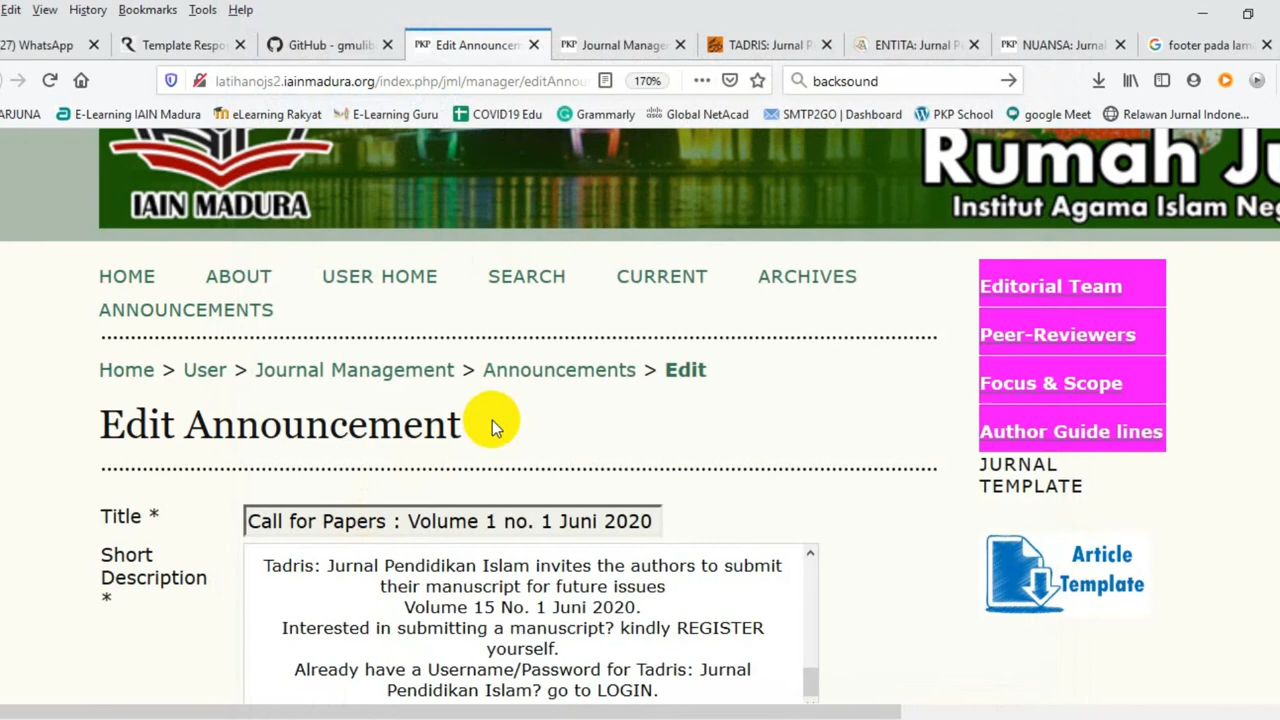 Edit View History Bookmarks Tools Help
27) WhatsApp Template Respo GitHub - gmulib Edit Announcem Journal Manage TADRIS: Jurnal P ENTITA: Jurnal Pe NUANSA: Jurnal footer pada lam
latihanojs2.iainmadura.org/index.php/jml/manager/editAnnou 170% backsound
ARJUNA E-Learning IAIN Madura eLearning Rakyat E-Learning Guru COVID19 Edu Grammarly Global NetAcad SMTP2GO | Dashboard PKP School google Meet Relawan Jurnal Indone...
IAIN MADURA
Rumah Ju
Institut Agama Islam Neg
HOME ABOUT USER HOME SEARCH CURRENT ARCHIVES
ANNOUNCEMENTS
Home > User > Journal Management > Announcements > Edit
Edit Announcement
Title * Call for Papers : Volume 1 no. 1 Juni 2020
Short
Description
*
Tadris: Jurnal Pendidikan Islam invites the authors to submit
their manuscript for future issues
Volume 15 No. 1 Juni 2020.
Interested in submitting a manuscript? kindly REGISTER
yourself.
Already have a Username/Password for Tadris: Jurnal
Pendidikan Islam? go to LOGIN.
Editorial Team
Peer-Reviewers
Focus & Scope
Author Guide lines
JURNAL
TEMPLATE
Article
Template